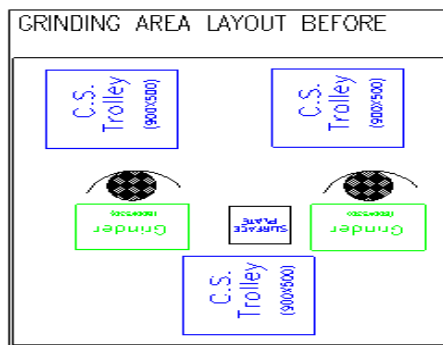 GRINDING AREA LAYOUT BEFORE
C.S.
Trolley
(900X500)
C.S.
Trolley
(900X500)
Grinder
SURFACE
PLATE
Grinder
C.S.
Trolley
(900X500)